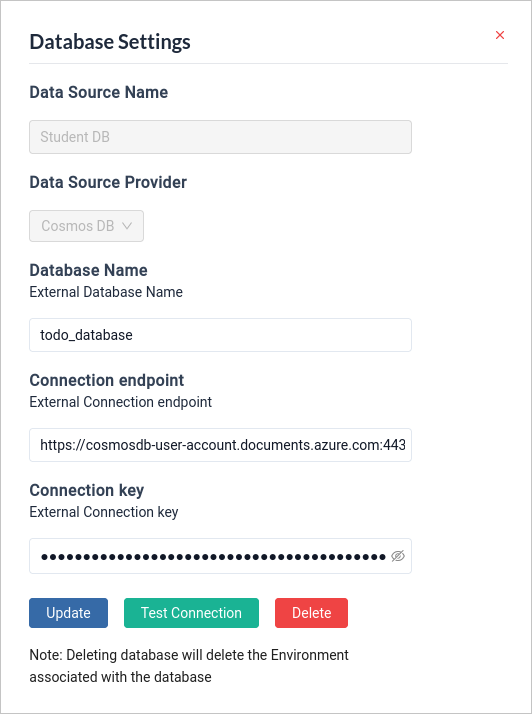 Database Settings
Data Source Name
Student DB
Data Source Provider
Cosmos DB
Database Name
External Database Name
todo_database
Connection endpoint
External Connection endpoint
https://cosmosdb-user-account.documents.azure.com:443
Connection key
External Connection key
●●●●●●●●●●●●●●●●●●●●●●●●●●●●●●●●●●●●●●●●●
Update Test Connection Delete
Note: Deleting database will delete the Environment
associated with the database